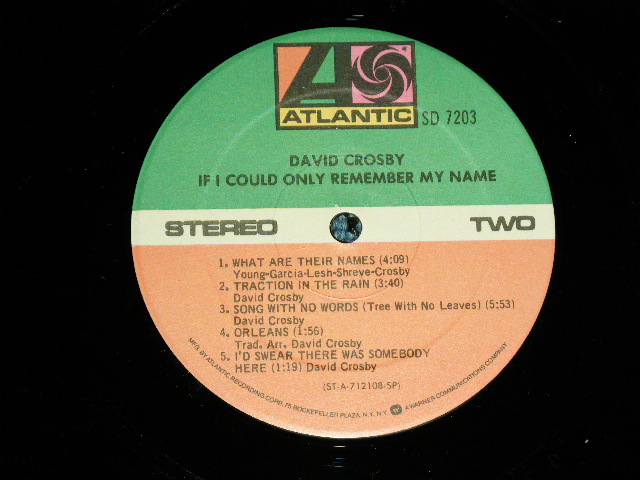 ATLANTIC
SD 7203
DAVID CROSBY
IF I COULD ONLY REMEMBER MY NAME
STEREO
TWO
1. WHAT ARE THEIR NAMES (4:09)
Young-Garcia-Lesh-Shreve-Crosby
2. TRACTION IN THE RAIN (3:40)
David Crosby
3. SONG WITH NO WORDS (Tree With No Leaves) (5:53)
David Crosby
4. ORLEANS (1:56)
Trad. Arr. David Crosby
5. I'D SWEAR THERE WAS SOMEBODY
HERE (1:19) David Crosby
(ST-A-712108-SP)
MFG. BY ATLANTIC RECORDING CORP., 75 ROCKEFELLER PLAZA, N.Y., N.Y. A WARNER COMMUNICATIONS COMPANY